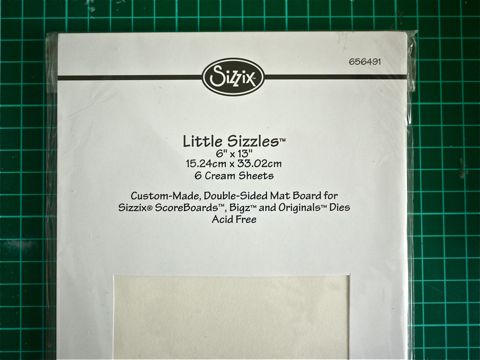 656491
Sizzix®
Little Sizzles™
6" x 13"
15.24cm x 33.02cm
6 Cream Sheets
Custom-Made, Double-Sided Mat Board for
Sizzix® ScoreBoards™, Bigz™ and Originals™ Dies
Acid Free